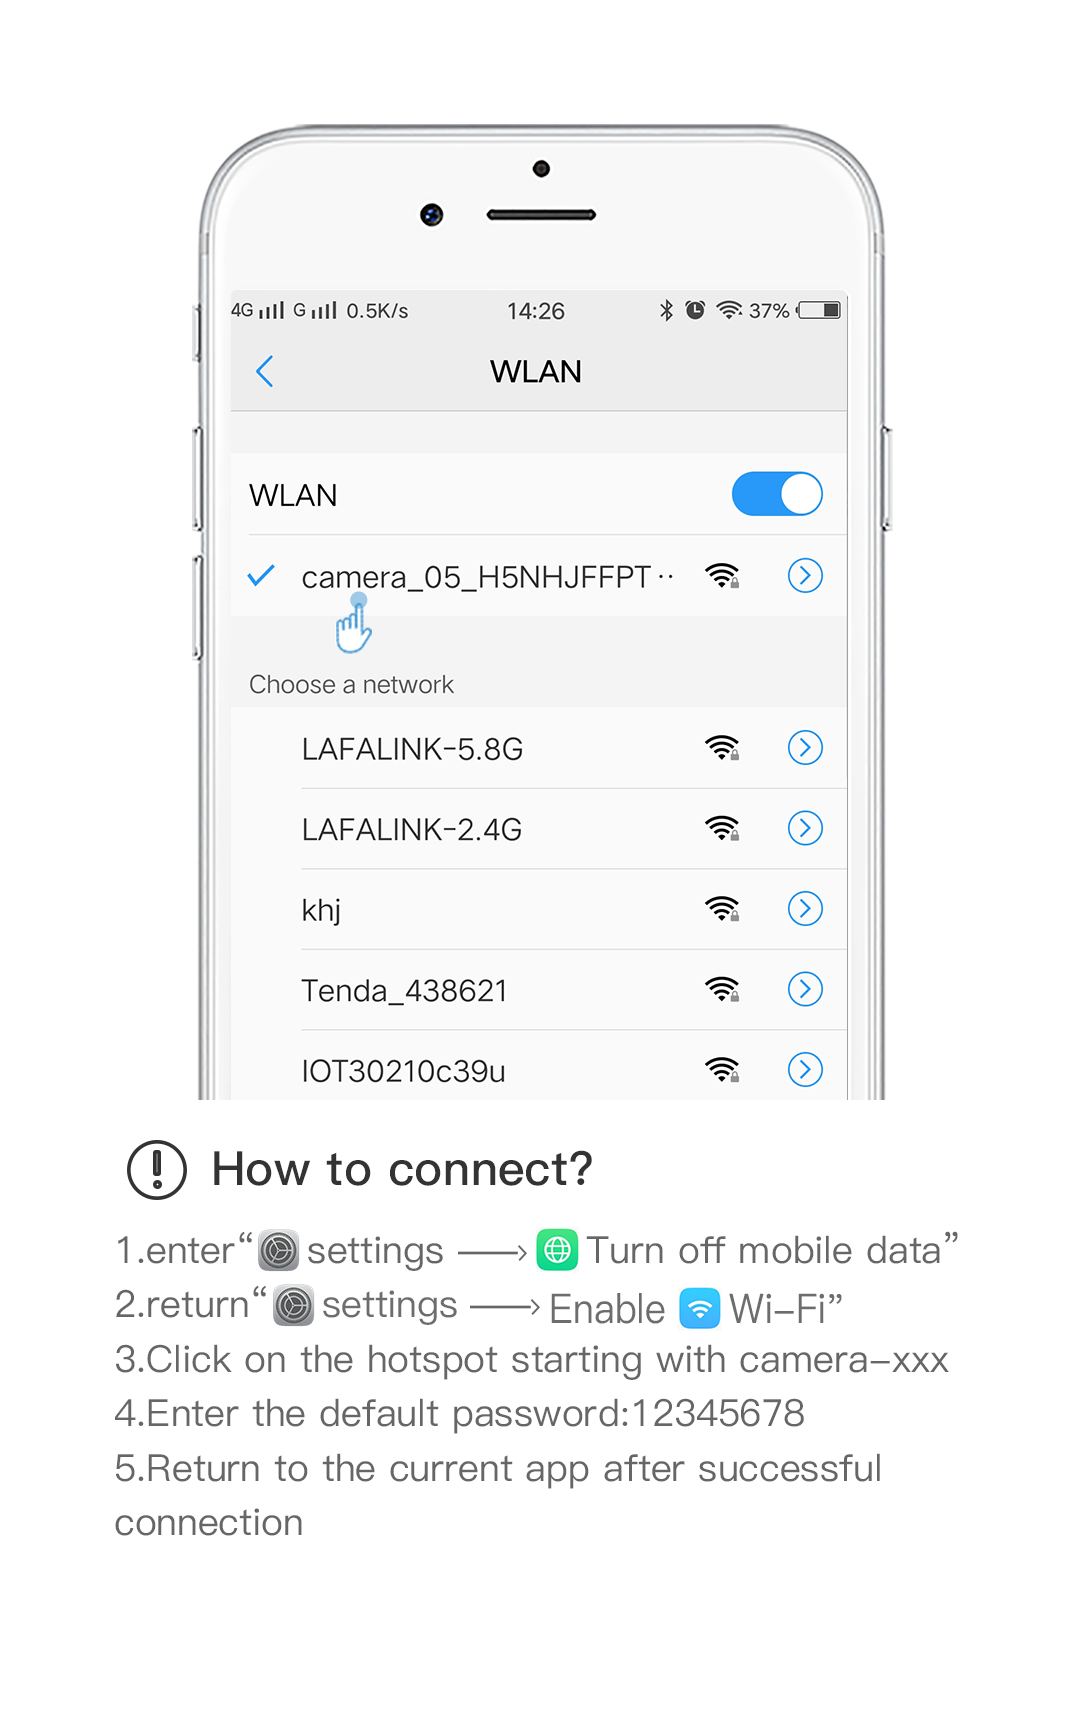 4G G 0.5K/s 14:26 37%
WLAN
WLAN
camera_05_H5NHJFFPT··
Choose a network
LAFALINK-5.8G
LAFALINK-2.4G
khj
Tenda_438621
IOT30210c39u
How to connect?
1.enter“ settings → Turn off mobile data”
2.return“ settings → Enable Wi-Fi”
3.Click on the hotspot starting with camera-xxx
4.Enter the default password:12345678
5.Return to the current app after successful
connection